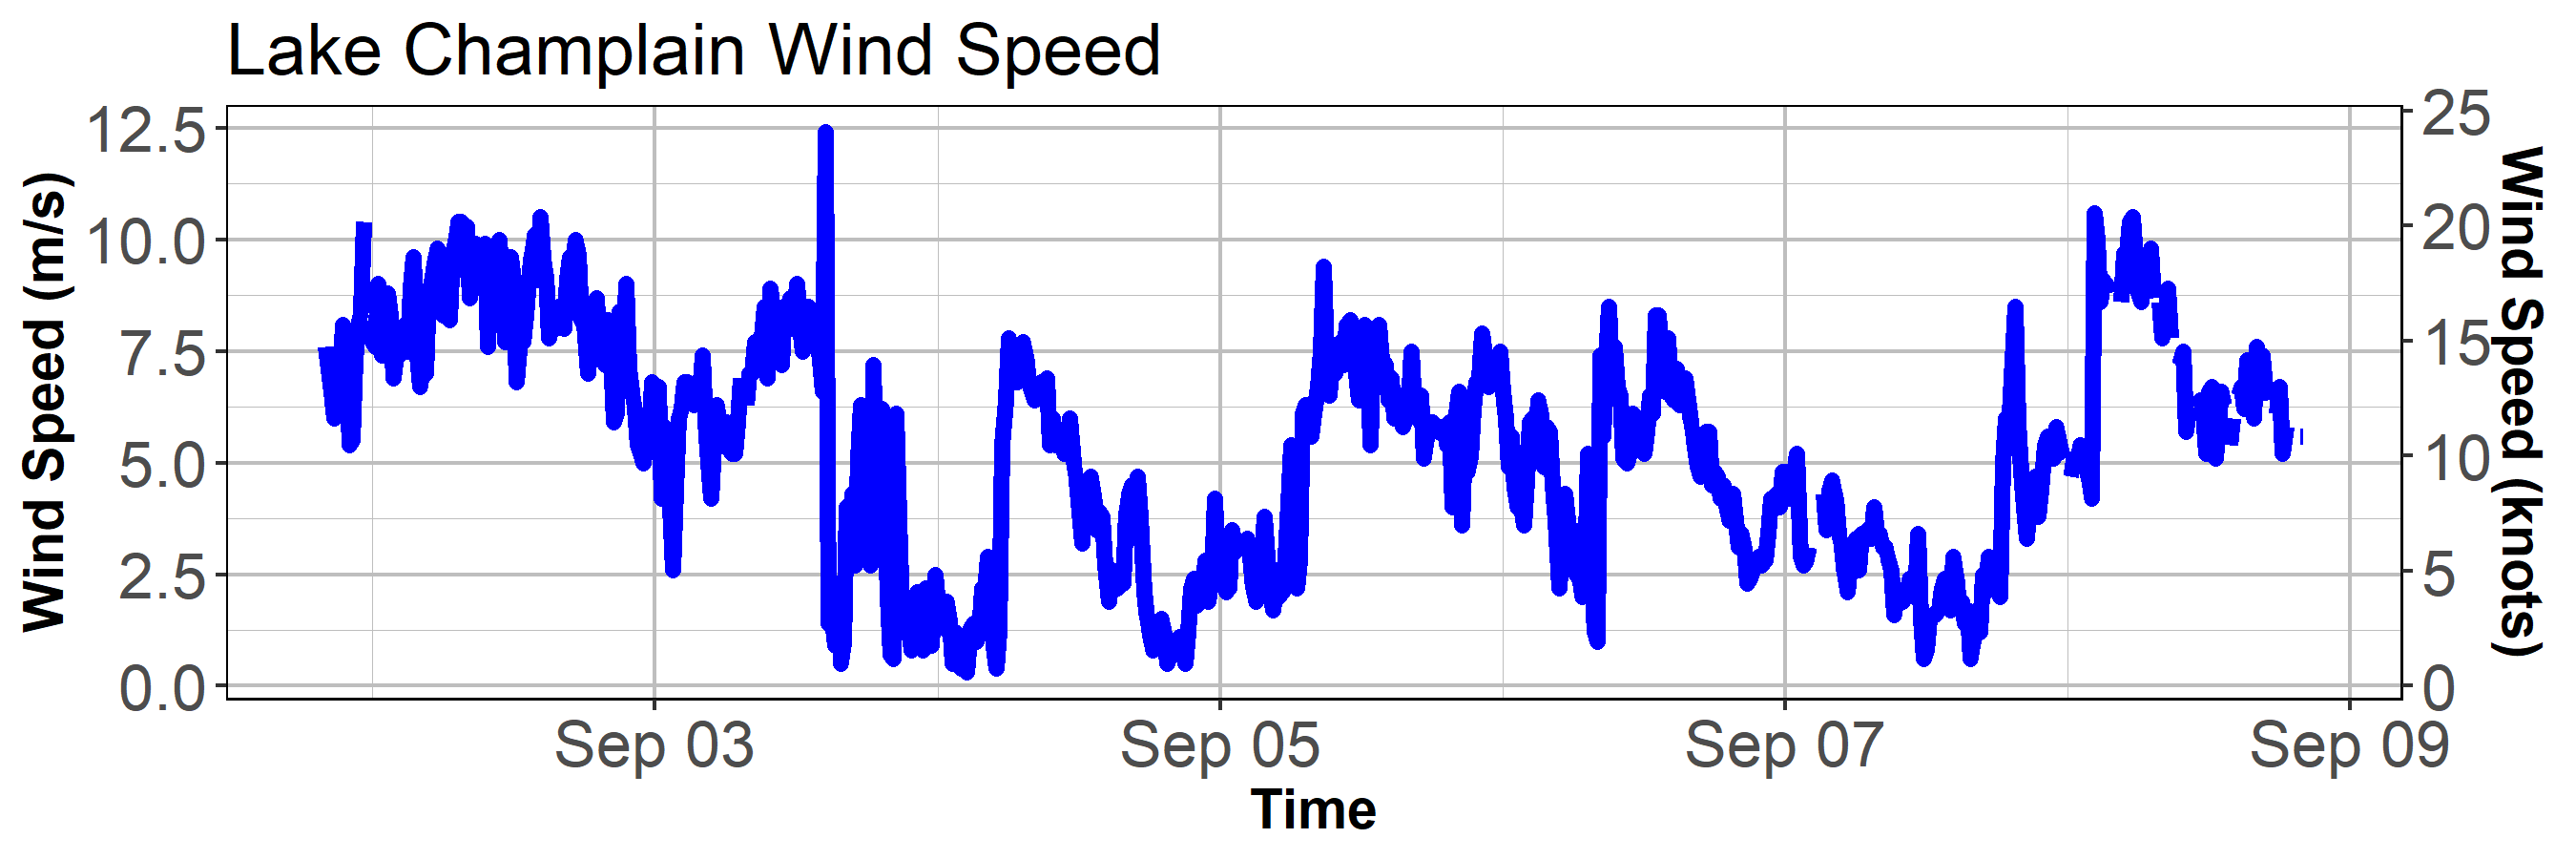 Lake Champlain Wind Speed
Wind Speed (m/s)
12.5
10.0
7.5
5.0
2.5
0.0
25
20
15
10
5
0
Wind Speed (knots)
Sep 03 Sep 05 Sep 07 Sep 09
Time